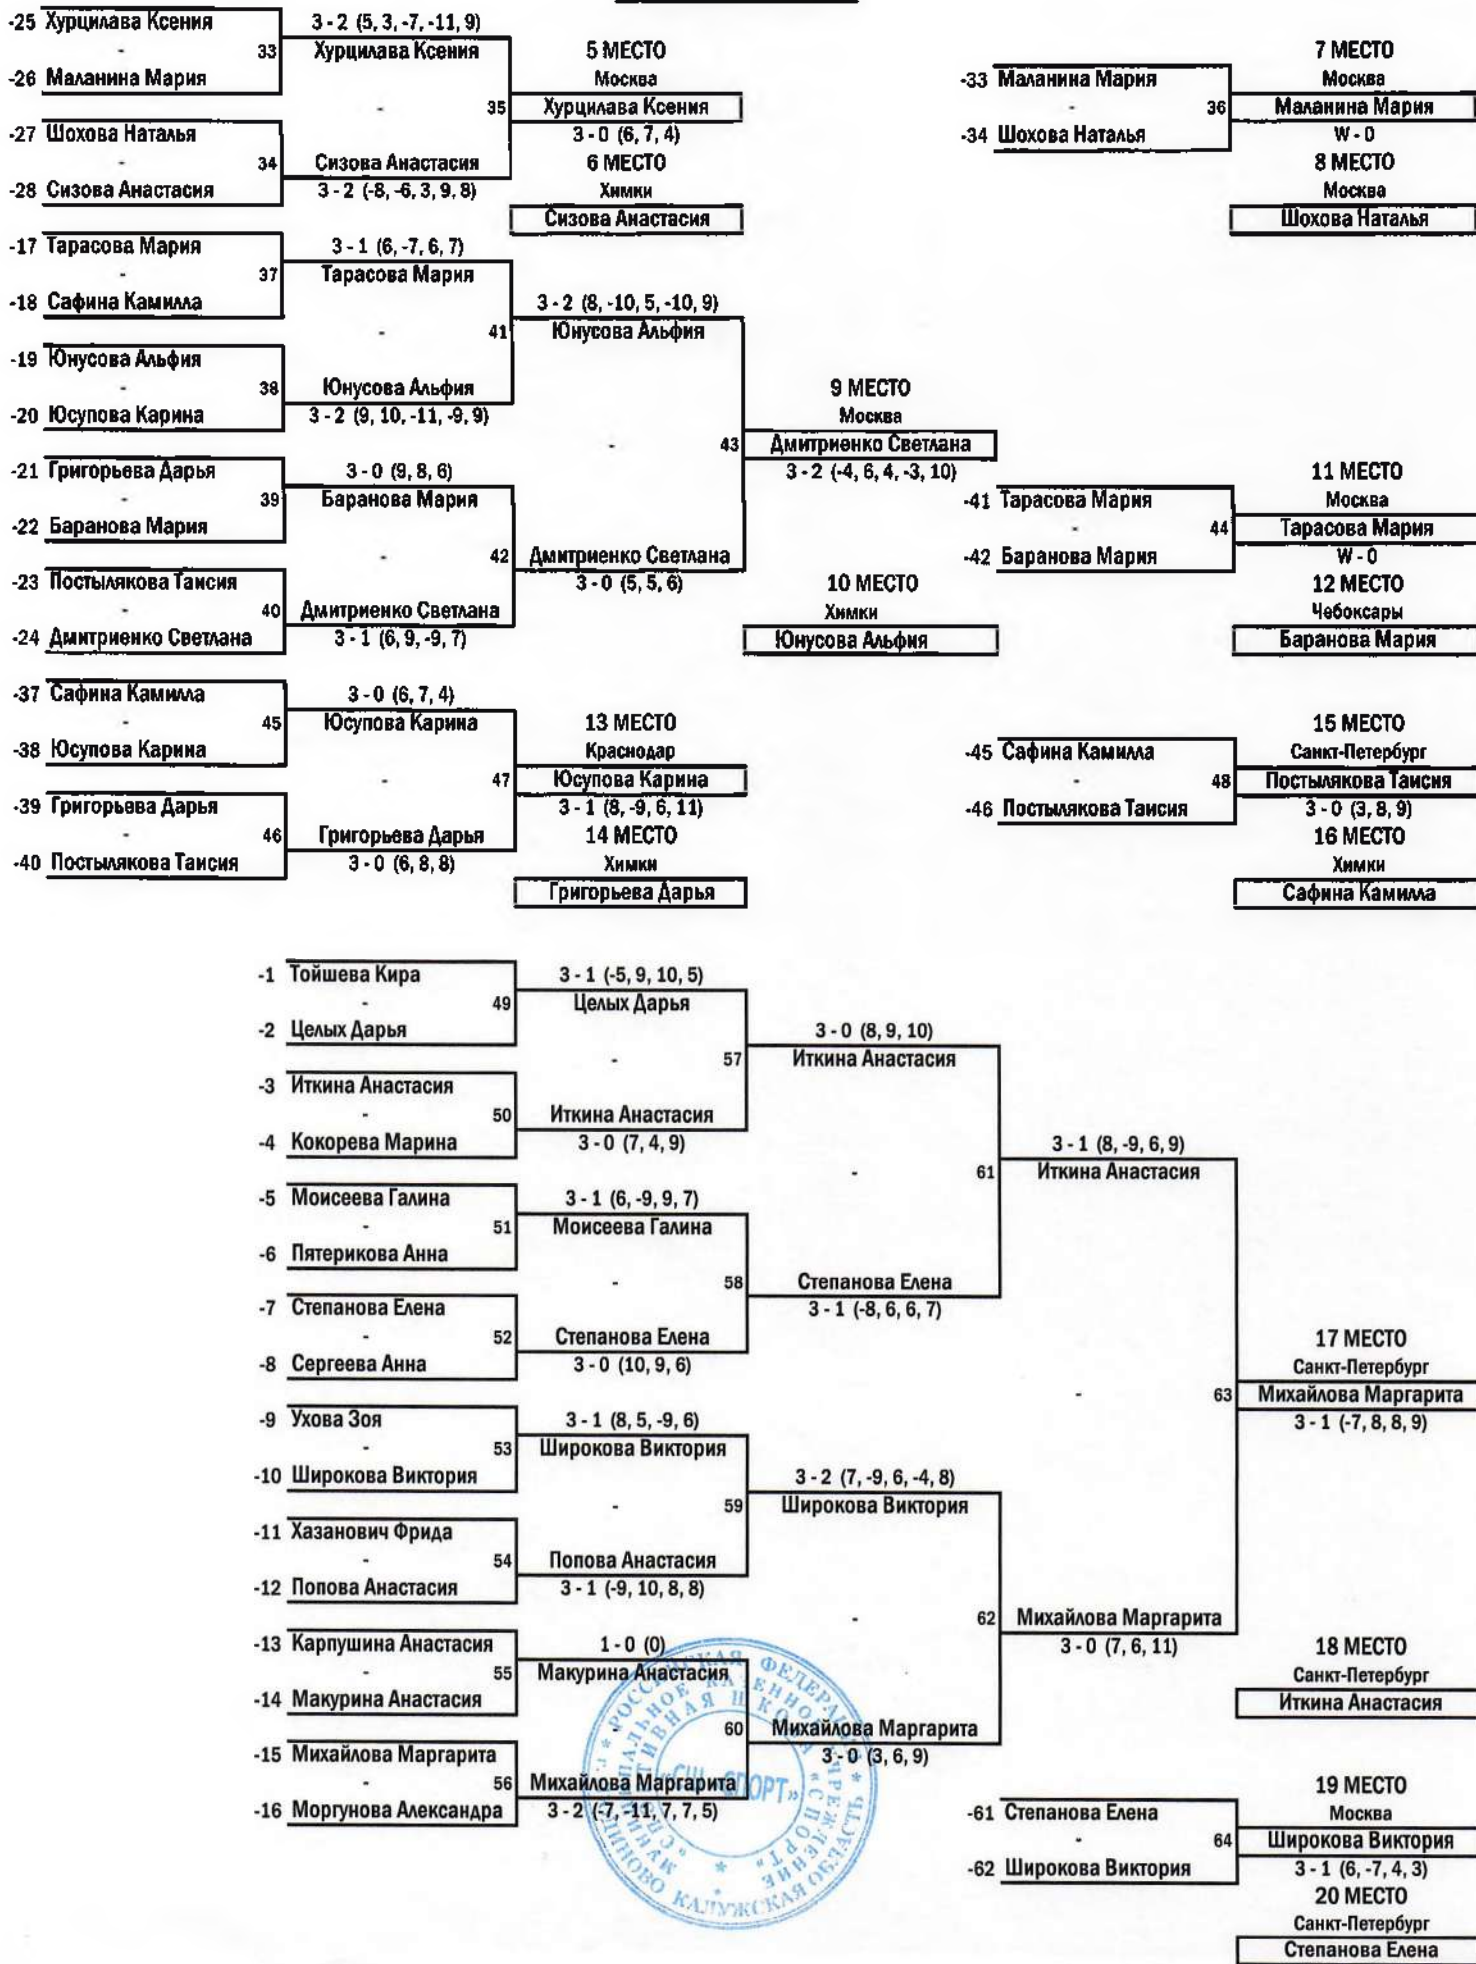 -25 Хурцилава Ксения
-
33
-26 Маланина Мария
3 - 2 (5, 3, -7, -11, 9)
Хурцилава Ксения
-
35
-27 Шохова Наталья
-
34
-28 Сизова Анастасия
Сизова Анастасия
3 - 2 (-8, -6, 3, 9, 8)
5 МЕСТО
Москва
Хурцилава Ксения
3 - 0 (6, 7, 4)
6 МЕСТО
Химки
Сизова Анастасия
-33 Маланина Мария
-
36
-34 Шохова Наталья
7 МЕСТО
Москва
Маланина Мария
W - 0
8 МЕСТО
Москва
Шохова Наталья
-17 Тарасова Мария
-
37
-18 Сафина Камилла
3 - 1 (6, -7, 6, 7)
Тарасова Мария
-
41
-19 Юнусова Альфия
-
38
-20 Юсупова Карина
Юнусова Альфия
3 - 2 (9, 10, -11, -9, 9)
3 - 2 (8, -10, 5, -10, 9)
Юнусова Альфия
-
43
-21 Григорьева Дарья
-
39
-22 Баранова Мария
3 - 0 (9, 8, 6)
Баранова Мария
-
42
-23 Постылякова Таисия
-
40
-24 Дмитриенко Светлана
Дмитриенко Светлана
3 - 1 (6, 9, -9, 7)
Дмитриенко Светлана
3 - 0 (5, 5, 6)
9 МЕСТО
Москва
Дмитриенко Светлана
3 - 2 (-4, 6, 4, -3, 10)
10 МЕСТО
Химки
Юнусова Альфия
-41 Тарасова Мария
-
44
-42 Баранова Мария
11 МЕСТО
Москва
Тарасова Мария
W - 0
12 МЕСТО
Чебоксары
Баранова Мария
-37 Сафина Камилла
-
45
-38 Юсупова Карина
3 - 0 (6, 7, 4)
Юсупова Карина
-
47
-39 Григорьева Дарья
-
46
-40 Постылякова Таисия
Григорьева Дарья
3 - 0 (6, 8, 8)
13 МЕСТО
Краснодар
Юсупова Карина
3 - 1 (8, -9, 6, 11)
14 МЕСТО
Химки
Григорьева Дарья
-45 Сафина Камилла
-
48
-46 Постылякова Таисия
15 МЕСТО
Санкт-Петербург
Постылякова Таисия
3 - 0 (3, 8, 9)
16 МЕСТО
Химки
Сафина Камилла
-1 Тойшева Кира
-
49
-2 Целых Дарья
3 - 1 (-5, 9, 10, 5)
Целых Дарья
-
57
-3 Иткина Анастасия
-
50
-4 Кокорева Марина
Иткина Анастасия
3 - 0 (7, 4, 9)
3 - 0 (8, 9, 10)
Иткина Анастасия
-
61
-5 Моисеева Галина
-
51
-6 Пятерикова Анна
3 - 1 (6, -9, 9, 7)
Моисеева Галина
-
58
-7 Степанова Елена
-
52
-8 Сергеева Анна
Степанова Елена
3 - 0 (10, 9, 6)
Степанова Елена
3 - 1 (-8, 6, 6, 7)
3 - 1 (8, -9, 6, 9)
Иткина Анастасия
-
63
-9 Ухова Зоя
-
53
-10 Широкова Виктория
3 - 1 (8, 5, -9, 6)
Широкова Виктория
-
59
-11 Хазанович Фрида
-
54
-12 Попова Анастасия
Попова Анастасия
3 - 1 (-9, 10, 8, 8)
3 - 2 (7, -9, 6, -4, 8)
Широкова Виктория
-
62
-13 Карпушина Анастасия
-
55
-14 Макурина Анастасия
1 - 0 (0)
Макурина Анастасия
-
60
-15 Михайлова Маргарита
-
56
-16 Моргунова Александра
Михайлова Маргарита
3 - 2 (-7, -11, 7, 7, 5)
Михайлова Маргарита
3 - 0 (3, 6, 9)
Михайлова Маргарита
3 - 0 (7, 6, 11)
17 МЕСТО
Санкт-Петербург
Михайлова Маргарита
3 - 1 (-7, 8, 8, 9)
18 МЕСТО
Санкт-Петербург
Иткина Анастасия
-61 Степанова Елена
-
64
-62 Широкова Виктория
19 МЕСТО
Москва
Широкова Виктория
3 - 1 (6, -7, 4, 3)
20 МЕСТО
Санкт-Петербург
Степанова Елена
РОССИЙСКАЯ ФЕДЕРАЦИЯ
КАЛУЖСКАЯ ОБЛАСТЬ
«СШ «СПОРТ»